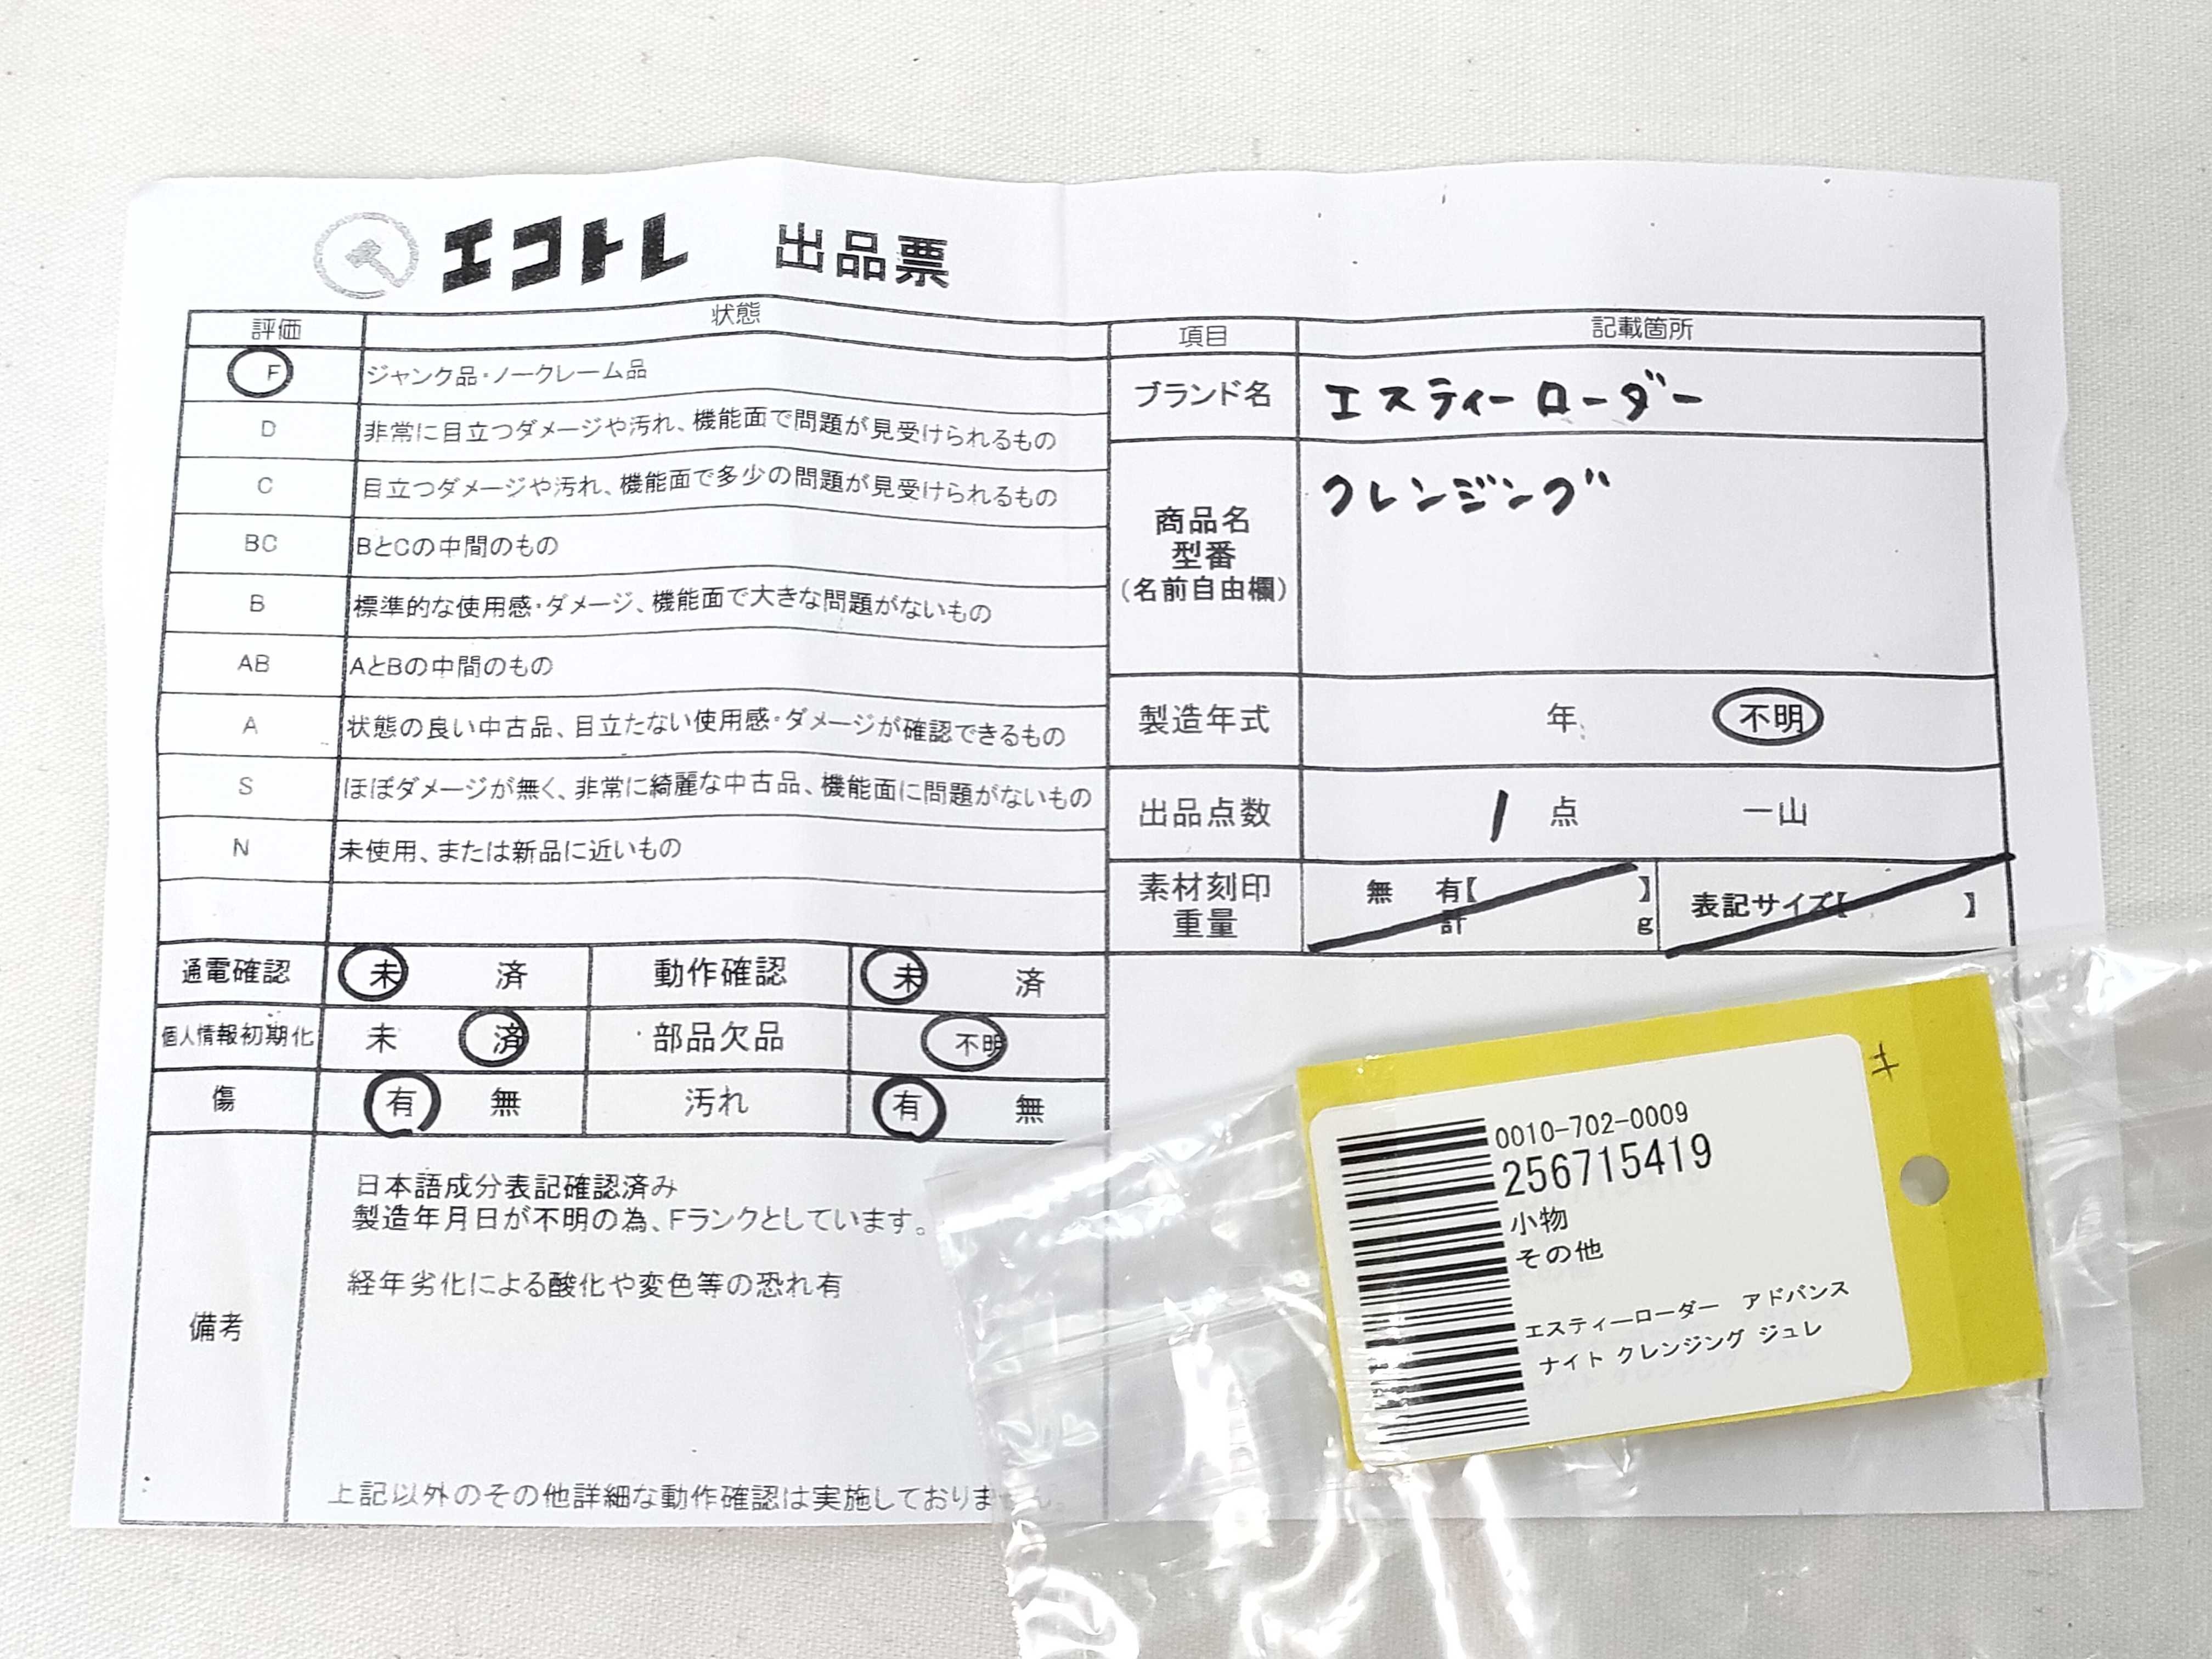 エコトレ 出品票
評価 状態
F ジャンク品・ノークレーム品
D 非常に目立つダメージや汚れ、機能面で問題が見受けられるもの
C 目立つダメージや汚れ、機能面で多少の問題が見受けられるもの
BC BとCの中間のもの
B 標準的な使用感・ダメージ、機能面で大きな問題がないもの
AB AとBの中間のもの
A 状態の良い中古品、目立たない使用感・ダメージが確認できるもの
S ほぼダメージが無く、非常に綺麗な中古品、機能面に問題がないもの
N 未使用、または新品に近いもの
通電確認 未 済 動作確認 未 済
個人情報初期化 未 済 部品欠品 不明
傷 有 無 汚れ 有 無
備考
日本語成分表記確認済み
製造年月日が不明の為、Fランクとしています。
経年劣化による酸化や変色等の恐れ有
上記以外のその他詳細な動作確認は実施しておりません。
項目 記載箇所
ブランド名 エスティーローダー
商品名
型番
(名前自由欄)
クレンジング
製造年式 年 不明
出品点数 1 点 一山
素材刻印
重量
無 有【 】
計 g
表記サイズ【 】
キ
0010-702-0009
256715419
小物
その他
エスティーローダー アドバンス
ナイト クレンジング ジュレ